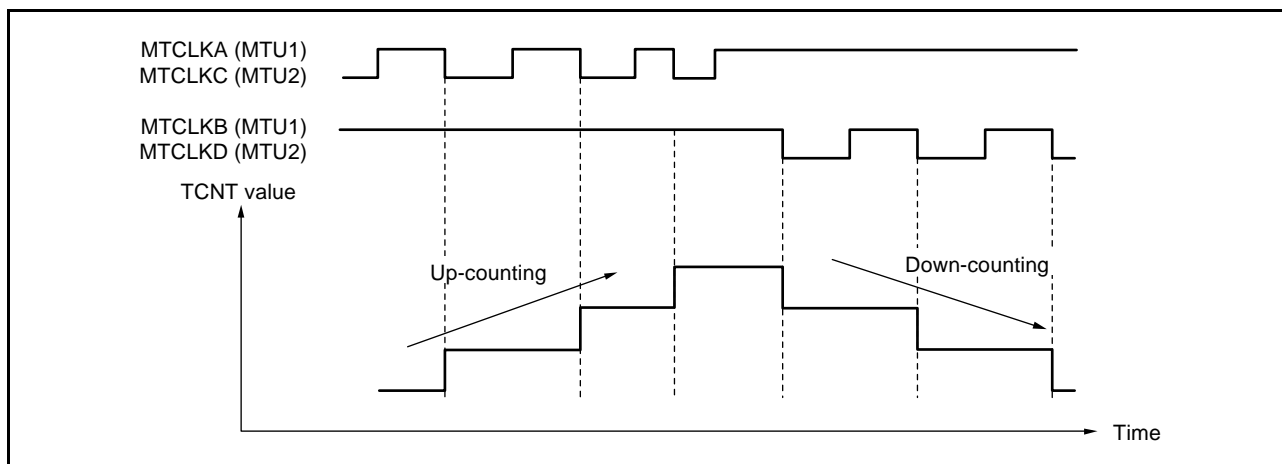 MTCLKA (MTU1)
MTCLKC (MTU2)
MTCLKB (MTU1)
MTCLKD (MTU2)
TCNT value
Up-counting
Down-counting
Time